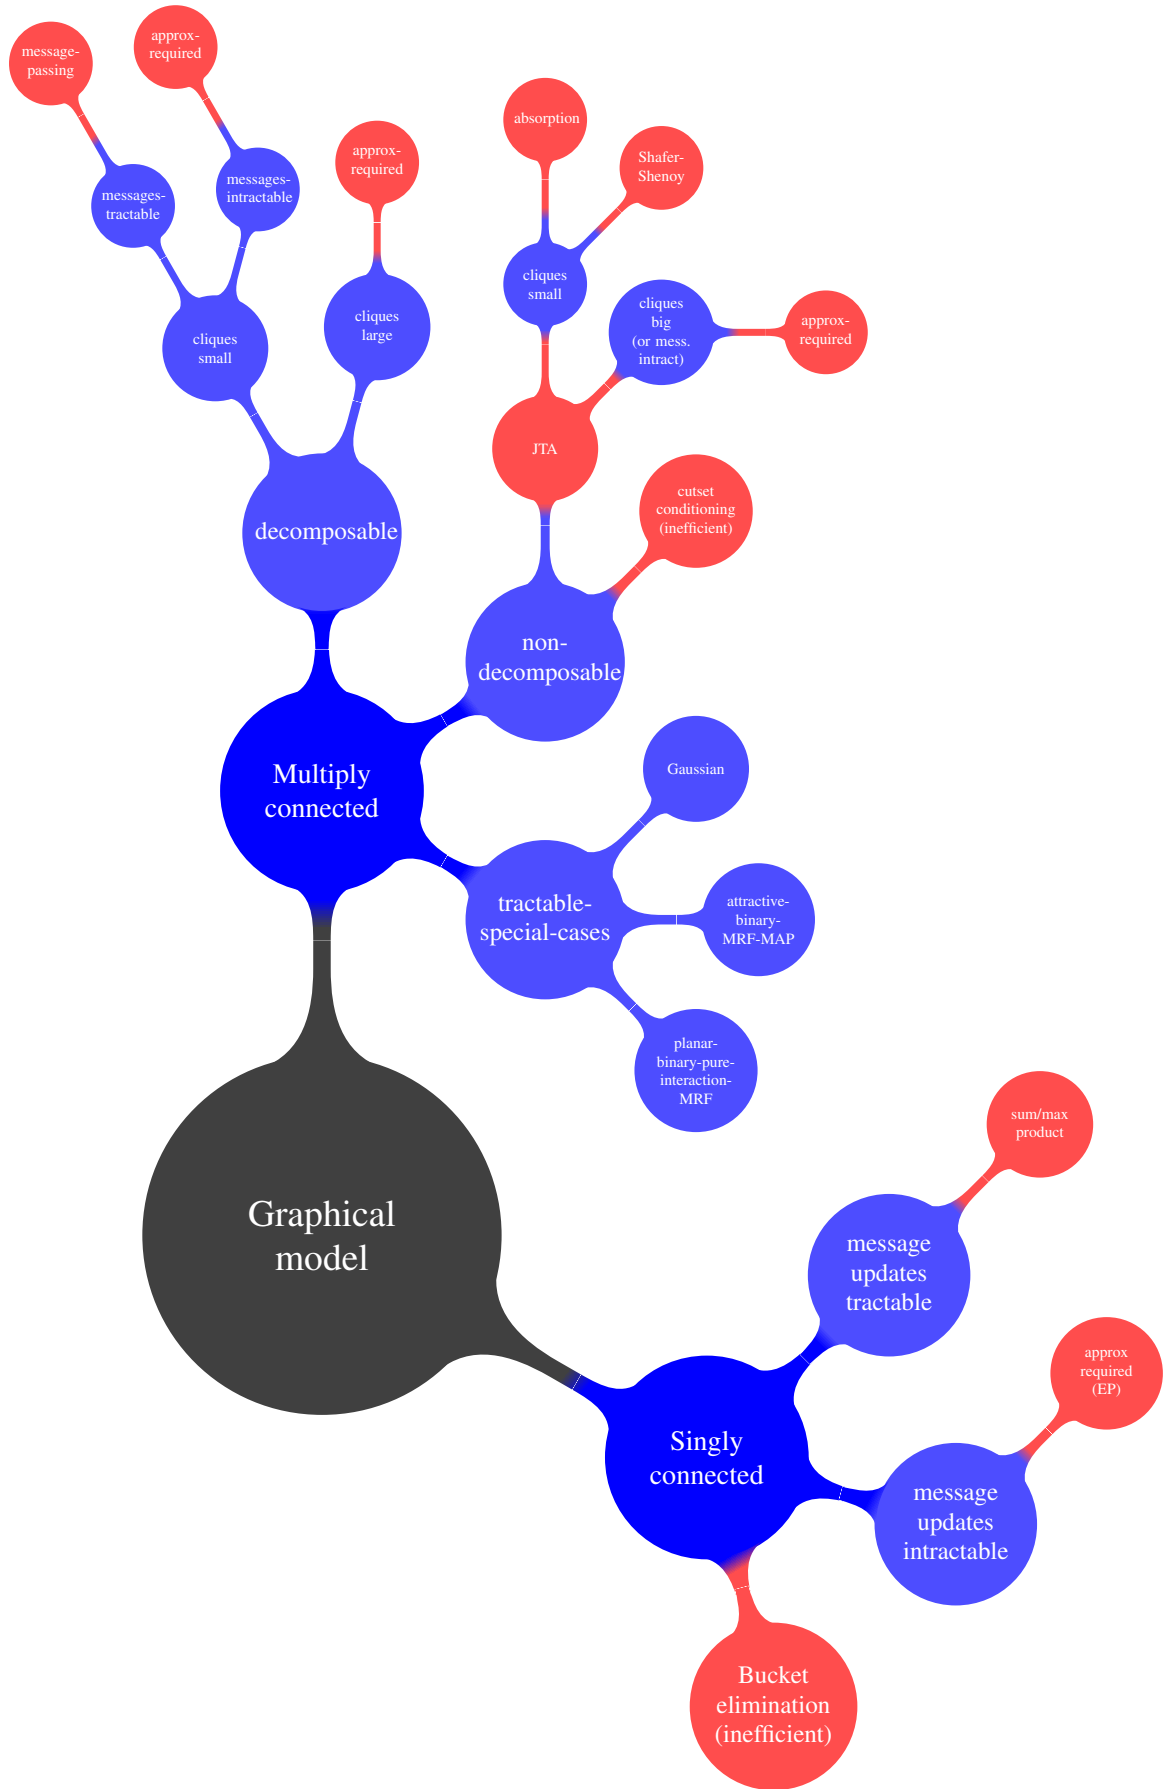 message-
passing
approx-
required
absorption
approx-
required
Shafer-
Shenoy
messages-
tractable
messages-
intractable
cliques
small
cliques
big
(or mess.
intract)
approx-
required
cliques
large
cliques
small
JTA
cutset
conditioning
(inefficient)
decomposable
non-
decomposable
Multiply
connected
Gaussian
tractable-
special-cases
attractive-
binary-
MRF-MAP
planar-
binary-pure-
interaction-
MRF
sum/max
product
Graphical
model
message
updates
tractable
approx
required
(EP)
Singly
connected
message
updates
intractable
Bucket
elimination
(inefficient)